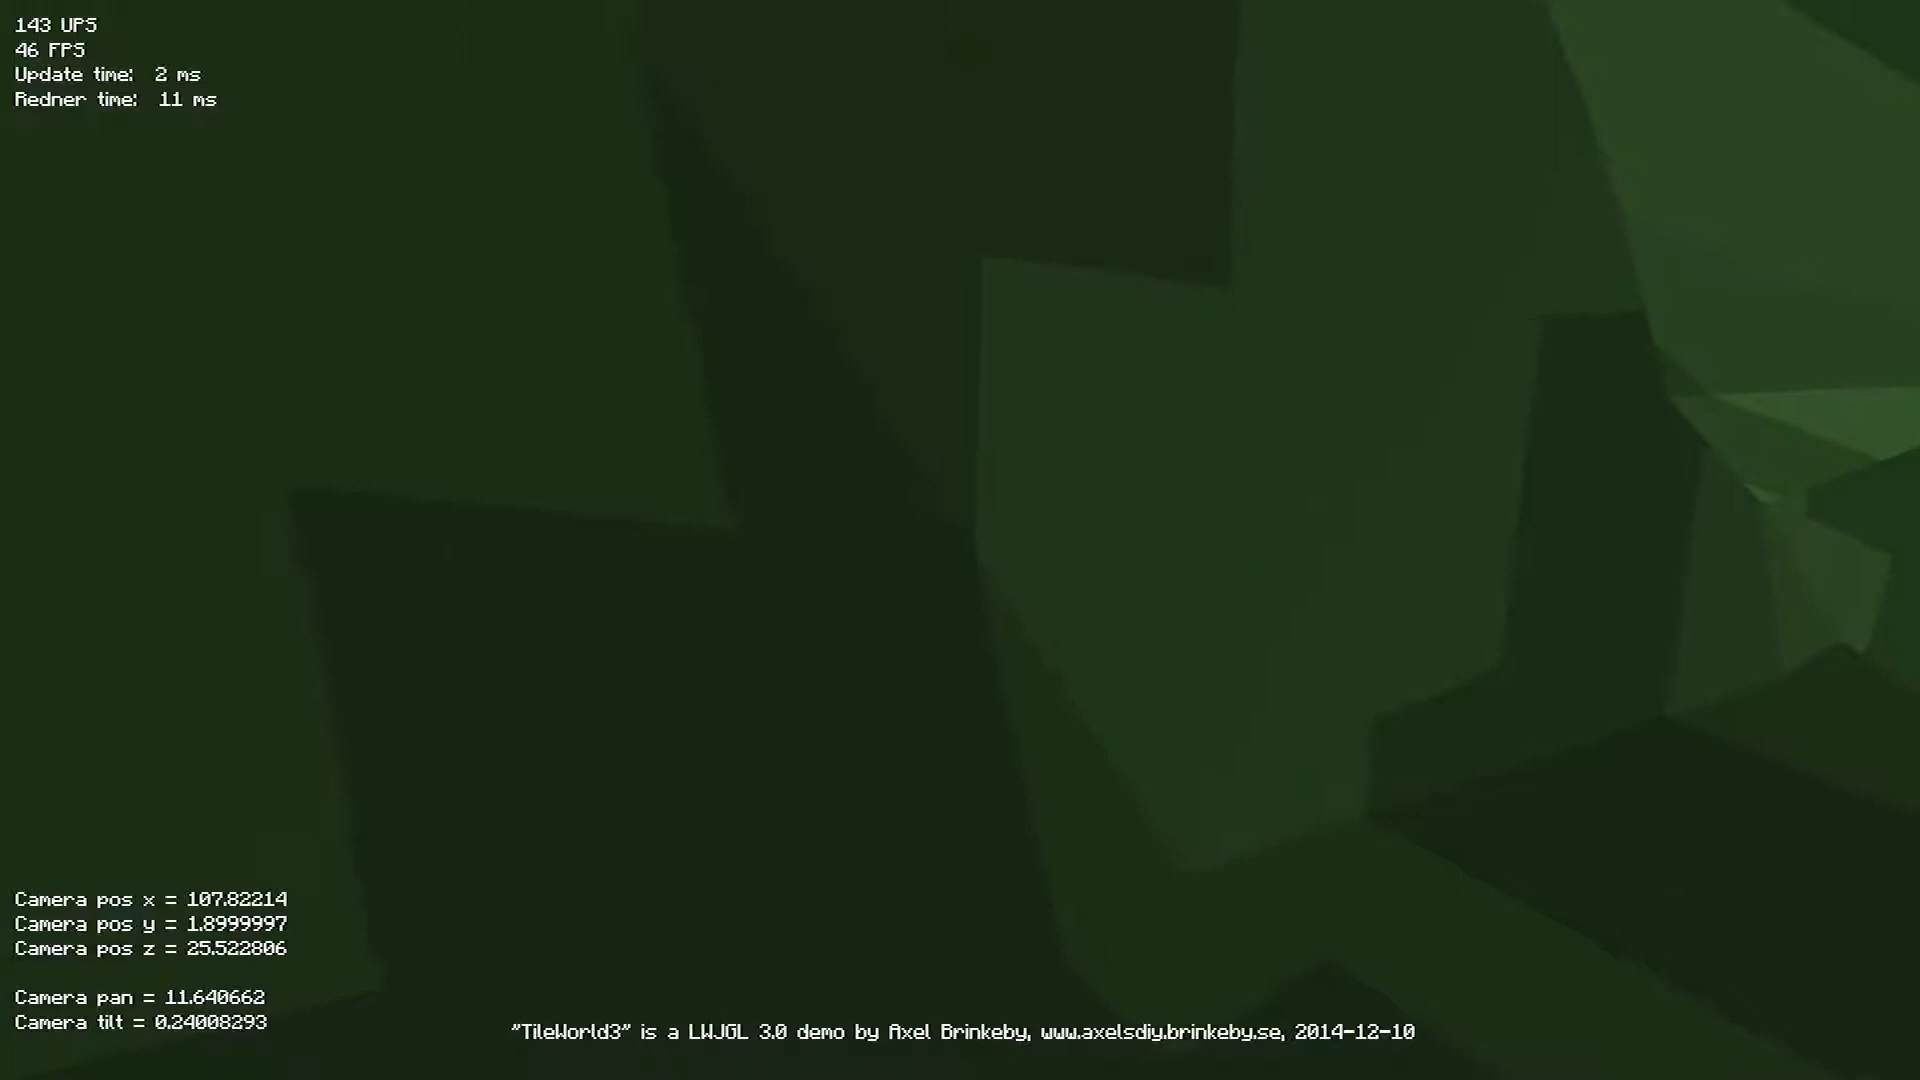 143 UPS
46 FPS
Update time: 2 ms
Redner time: 11 ms
Camera pos x = 107.82214
Camera pos y = 1.8999997
Camera pos z = 25.522806
Camera pan = 11.640662
Camera tilt = 0.24008293
"TileWorld3" is a LWJGL 3.0 demo by Axel Brinkeby, www.axelsdiy.brinkeby.se, 2014-12-10